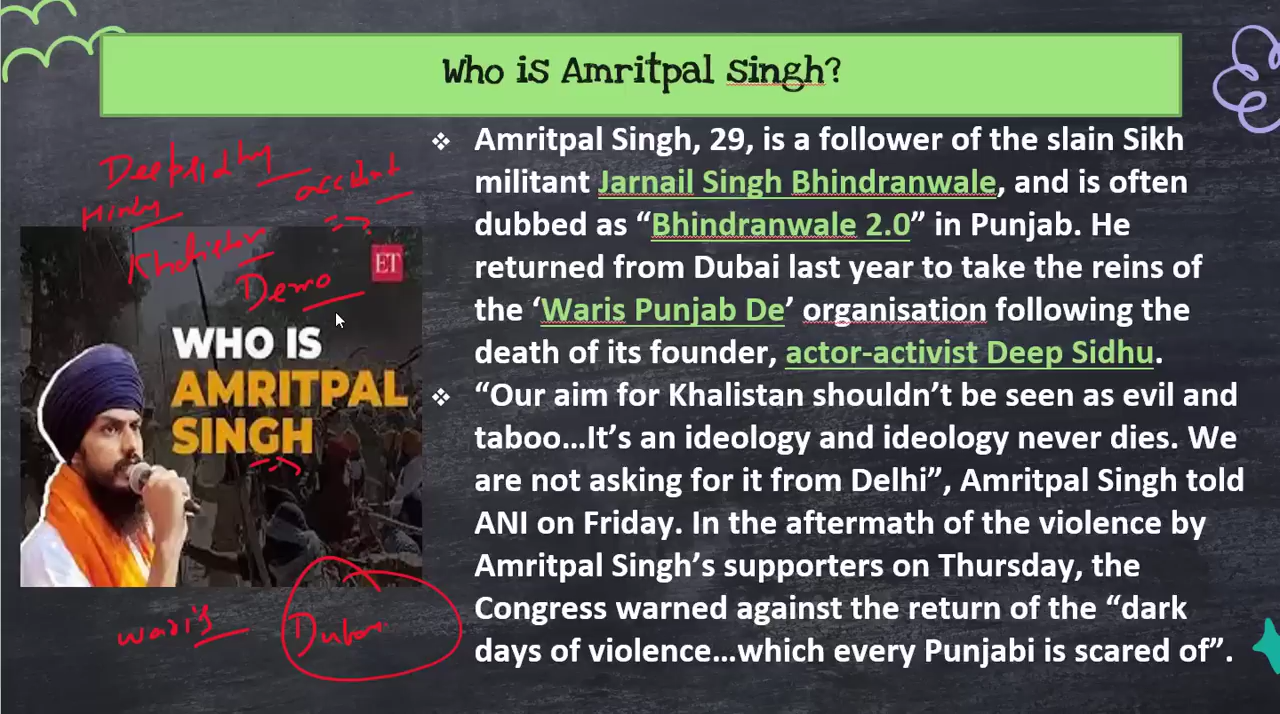 Who is Amritpal singh?
Deepsidhu
accident
Hindu
Khalistan
Demo
ET
WHO IS
AMRITPAL
SINGH
waris
Dubai
❖ Amritpal Singh, 29, is a follower of the slain Sikh
militant Jarnail Singh Bhindranwale, and is often
dubbed as “Bhindranwale 2.0” in Punjab. He
returned from Dubai last year to take the reins of
the ‘Waris Punjab De’ organisation following the
death of its founder, actor-activist Deep Sidhu.
❖ “Our aim for Khalistan shouldn’t be seen as evil and
taboo…It’s an ideology and ideology never dies. We
are not asking for it from Delhi”, Amritpal Singh told
ANI on Friday. In the aftermath of the violence by
Amritpal Singh’s supporters on Thursday, the
Congress warned against the return of the “dark
days of violence…which every Punjabi is scared of”.